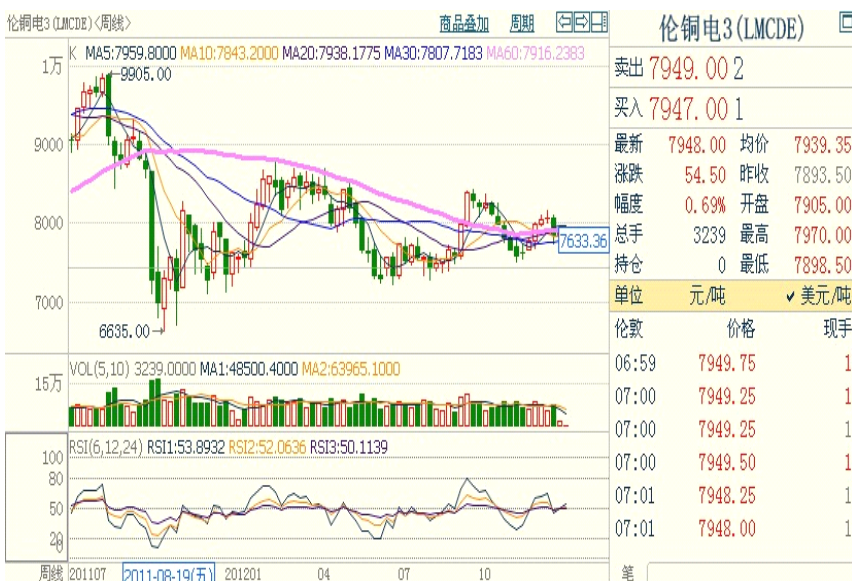 伦铜电3(LMCDE)<周线> 商品叠加 周期
K MA5:7959.8000 MA10:7843.2000 MA20:7938.1775 MA30:7807.7183 MA60:7916.2383
1万
9905.00
9000
8000
7633.36
7000
6635.00
VOL(5,10) 3239.0000 MA1:48500.4000 MA2:63965.1000
15万
RSI(6,12,24) RSI1:53.8932 RSI2:52.0636 RSI3:50.1139
100
80
50
20
0
周线 201107 2011-08-19(五) 201201 04 07 10
伦铜电3(LMCDE)
卖出 7949.00 2
买入 7947.00 1
最新 7948.00 均价 7939.35
涨跌 54.50 昨收 7893.50
幅度 0.69% 开盘 7905.00
总手 3239 最高 7970.00
持仓 0 最低 7898.50
单位 元/吨 ✓美元/吨
伦敦 价格 现手
06:59 7949.75 1
07:00 7949.25 1
07:00 7949.25 1
07:00 7949.50 1
07:01 7948.25 1
07:01 7948.00 1
笔